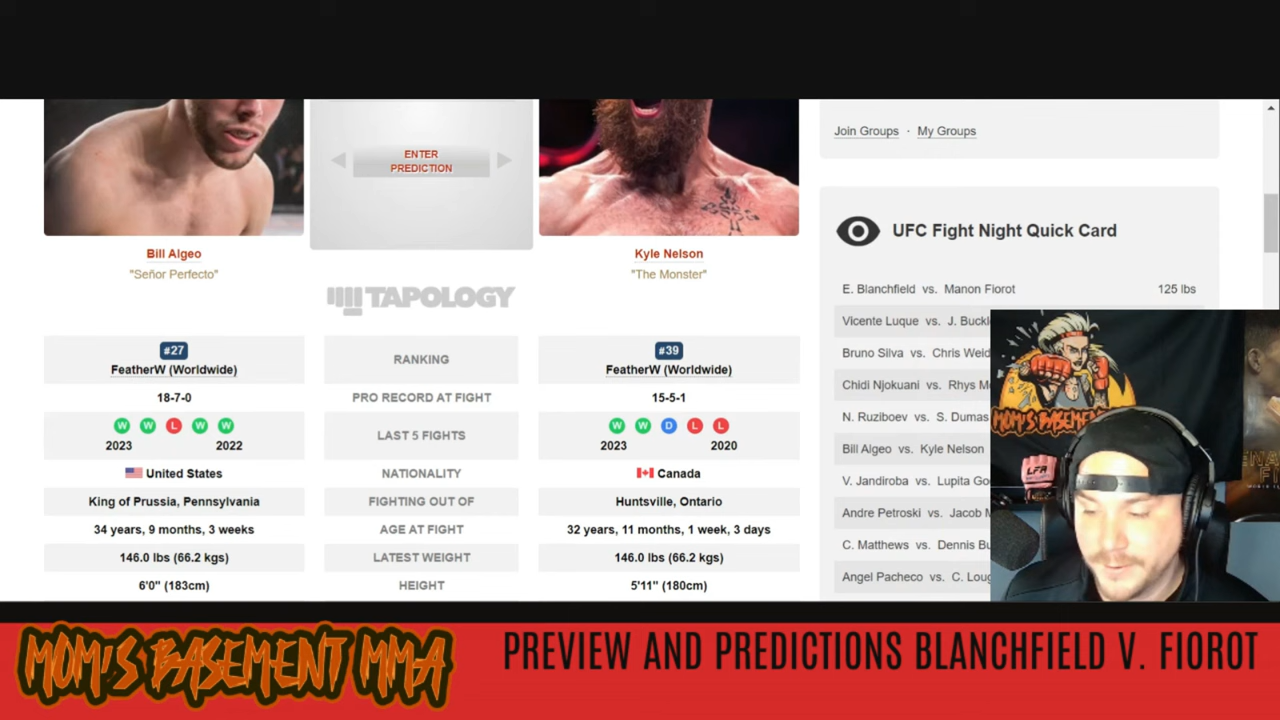 Join Groups · My Groups
ENTER
PREDICTION
UFC Fight Night Quick Card
Bill Algeo
Kyle Nelson
"Señor Perfecto"
"The Monster"
TAPOLOGY
E. Blanchfield vs. Manon Fiorot 125 lbs
Vicente Luque vs. J. Buckl
Bruno Silva vs. Chris Weid
Chidi Njokuani vs. Rhys M
N. Ruziboev vs. S. Dumas
Bill Algeo vs. Kyle Nelson
V. Jandiroba vs. Lupita Go
Andre Petroski vs. Jacob M
C. Matthews vs. Dennis Bu
Angel Pacheco vs. C. Loug
#27 RANKING #39
FeatherW (Worldwide) FeatherW (Worldwide)
18-7-0 PRO RECORD AT FIGHT 15-5-1
W W L W W LAST 5 FIGHTS W W D L L
2023 2022 2023 2020
United States NATIONALITY Canada
King of Prussia, Pennsylvania FIGHTING OUT OF Huntsville, Ontario
34 years, 9 months, 3 weeks AGE AT FIGHT 32 years, 11 months, 1 week, 3 days
146.0 lbs (66.2 kgs) LATEST WEIGHT 146.0 lbs (66.2 kgs)
6'0" (183cm) HEIGHT 5'11" (180cm)
MOM'S BASEMENT
LFA
MOM'S BASEMENT MMA
PREVIEW AND PREDICTIONS BLANCHFIELD V. FIOROT